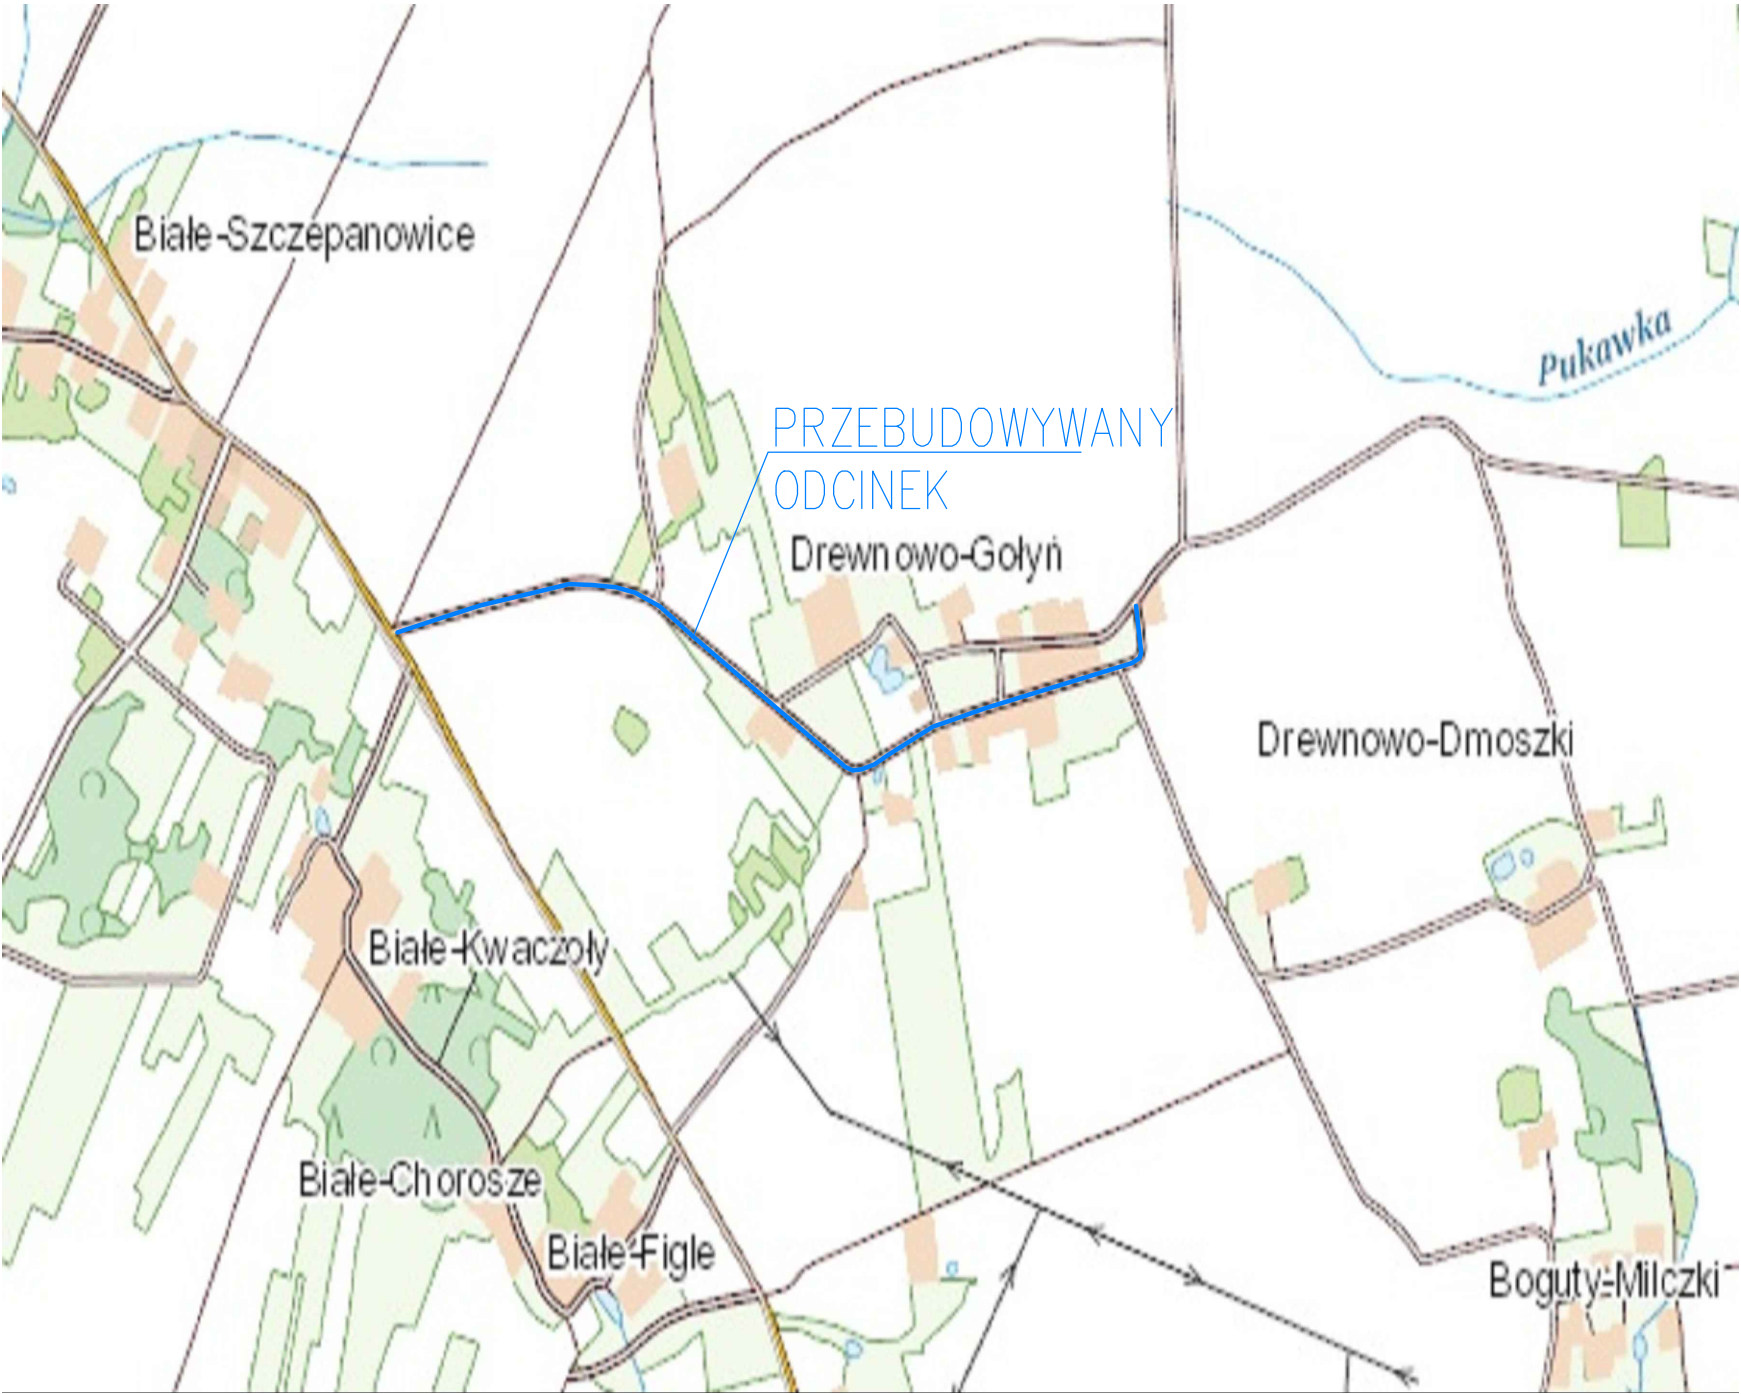 Białe-Szczepanowice
Pukawka
PRZEBUDOWYWANY
ODCINEK
Drewnowo-Gołyń
Drewnowo-Dmoszki
Białe-Kwaczoły
Białe-Chorosze
Białe-Figle
Boguty-Milczki